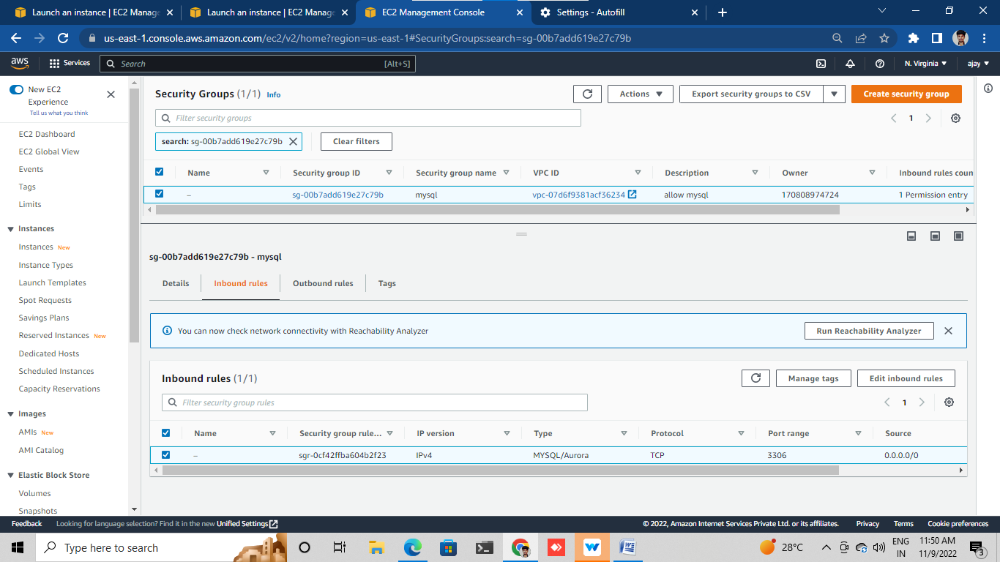 Launch an instance | EC2 Mana
Launch an instance | EC2 Mana
EC2 Management Console
Settings - Autofill
us-east-1.console.aws.amazon.com/ec2/v2/home?region=us-east-1#SecurityGroups:search=sg-00b7add619e27c79b
aws
Services
Search
[Alt+S]
N. Virginia
ajay
New EC2
Experience
Tell us what you think
EC2 Dashboard
EC2 Global View
Events
Tags
Limits
Instances
Instances New
Instance Types
Launch Templates
Spot Requests
Savings Plans
Reserved Instances New
Dedicated Hosts
Scheduled Instances
Capacity Reservations
Images
AMIs New
AMI Catalog
Elastic Block Store
Volumes
Snapshots
Security Groups (1/1) Info
Actions
Export security groups to CSV
Create security group
Filter security groups
1
search: sg-00b7add619e27c79b
Clear filters
Name Security group ID Security group name VPC ID Description Owner Inbound rules coun
– sg-00b7add619e27c79b mysql vpc-07d6f9381acf36234 allow mysql 170808974724 1 Permission entry
sg-00b7add619e27c79b - mysql
Details Inbound rules Outbound rules Tags
You can now check network connectivity with Reachability Analyzer
Run Reachability Analyzer
Inbound rules (1/1)
Manage tags
Edit inbound rules
Filter security group rules
1
Name Security group rule... IP version Type Protocol Port range Source
– sgr-0cf42ffba604b2f23 IPv4 MYSQL/Aurora TCP 3306 0.0.0.0/0
Feedback Looking for language selection? Find it in the new Unified Settings
© 2022, Amazon Internet Services Private Ltd. or its affiliates. Privacy Terms Cookie preferences
Type here to search
28°C
ENG
IN
11:50 AM
11/9/2022
3